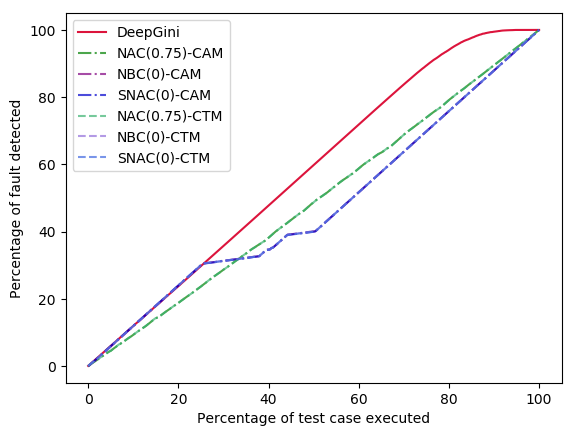 DeepGini
NAC(0.75)-CAM
NBC(0)-CAM
SNAC(0)-CAM
NAC(0.75)-CTM
NBC(0)-CTM
SNAC(0)-CTM
Percentage of fault detected
100
80
60
40
20
0
0 20 40 60 80 100
Percentage of test case executed